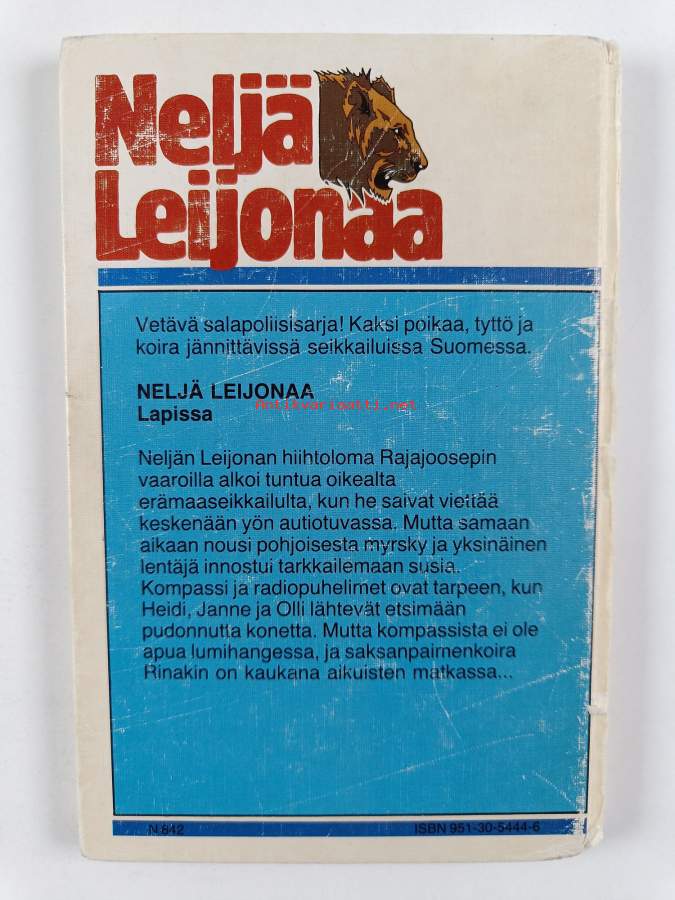 Neljä
Leijonaa
Vetävä salapoliisisarja! Kaksi poikaa, tyttö ja
koira jännittävissä seikkailuissa Suomessa.
NELJÄ LEIJONAA
Antikvariaatti.net
Lapissa
Neljän Leijonan hiihtoloma Rajajoosepin
vaaroilla alkoi tuntua oikealta
erämaaseikkailulta, kun he saivat viettää
keskenään yön autiotuvassa. Mutta samaan
aikaan nousi pohjoisesta myrsky ja yksinäinen
lentäjä innostui tarkkailemaan susia.
Kompassi ja radiopuhelimet ovat tarpeen, kun
Heidi, Janne ja Olli lähtevät etsimään
pudonnutta konetta. Mutta kompassista ei ole
apua lumihangessa, ja saksanpaimenkoira
Rinakin on kaukana aikuisten matkassa...
N.642
ISBN 951-30-5444-6